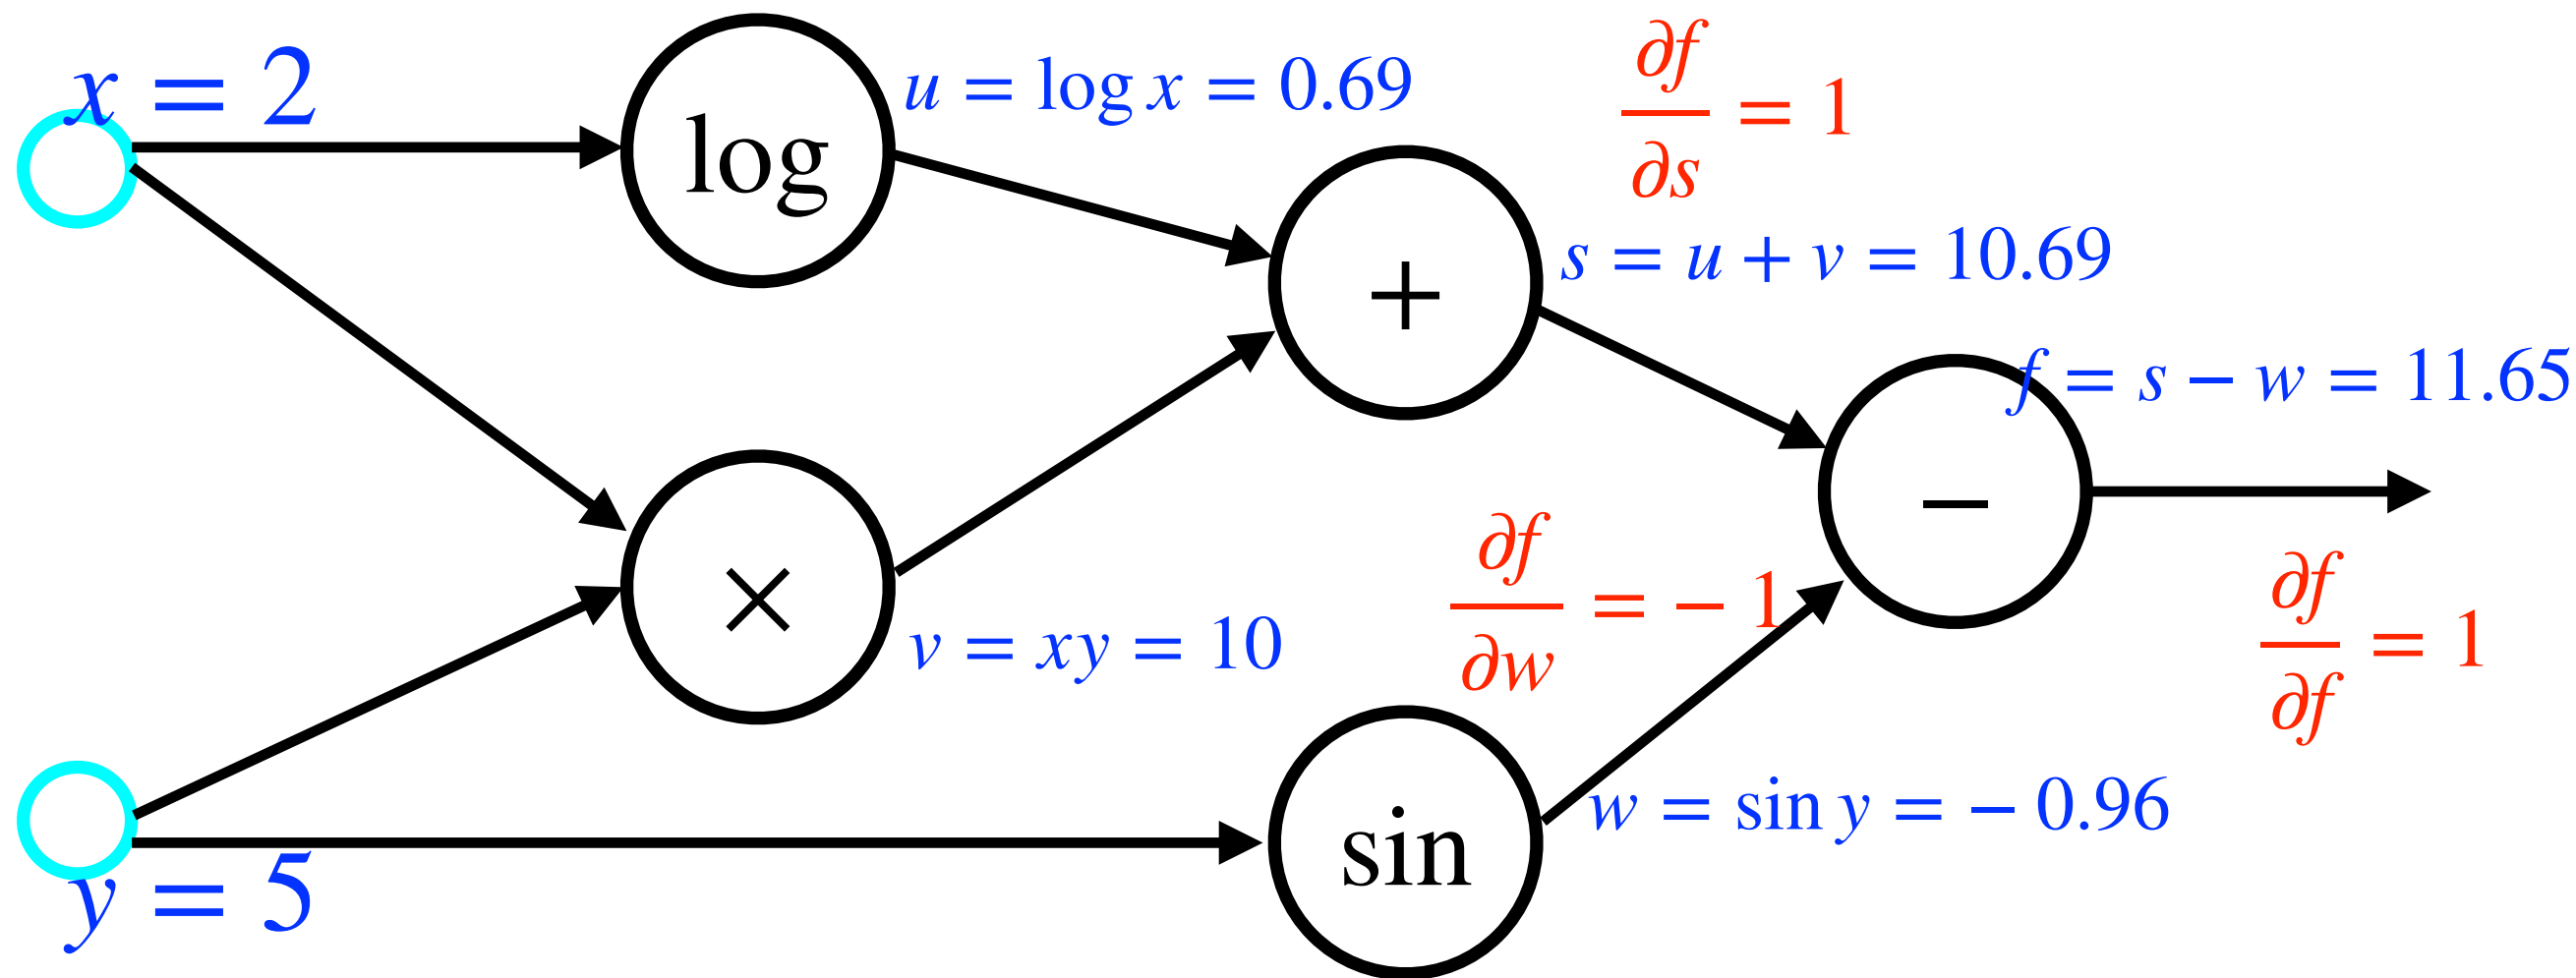 x = 2
log
u = log x = 0.69
∂f/∂s = 1
+
s = u + v = 10.69
f = s − w = 11.65
−
×
v = xy = 10
∂f/∂w = − 1
∂f/∂f = 1
y = 5
sin
w = sin y = − 0.96